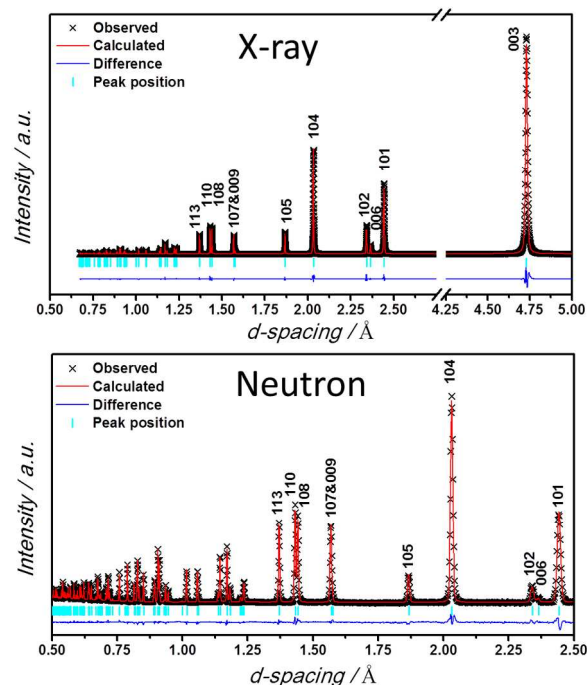 × Observed
Calculated
Difference
Peak position
X-ray
003
104
101
102
006
105
107&009
110
108
113
Intensity / a.u.
0.50 0.75 1.00 1.25 1.50 1.75 2.00 2.25 2.50 4.25 4.50 4.75 5.00
d-spacing / Å
× Observed
Calculated
Difference
Peak position
Neutron
104
113
110
108
107&009
105
102
006
101
Intensity / a.u.
0.50 0.75 1.00 1.25 1.50 1.75 2.00 2.25 2.50
d-spacing / Å